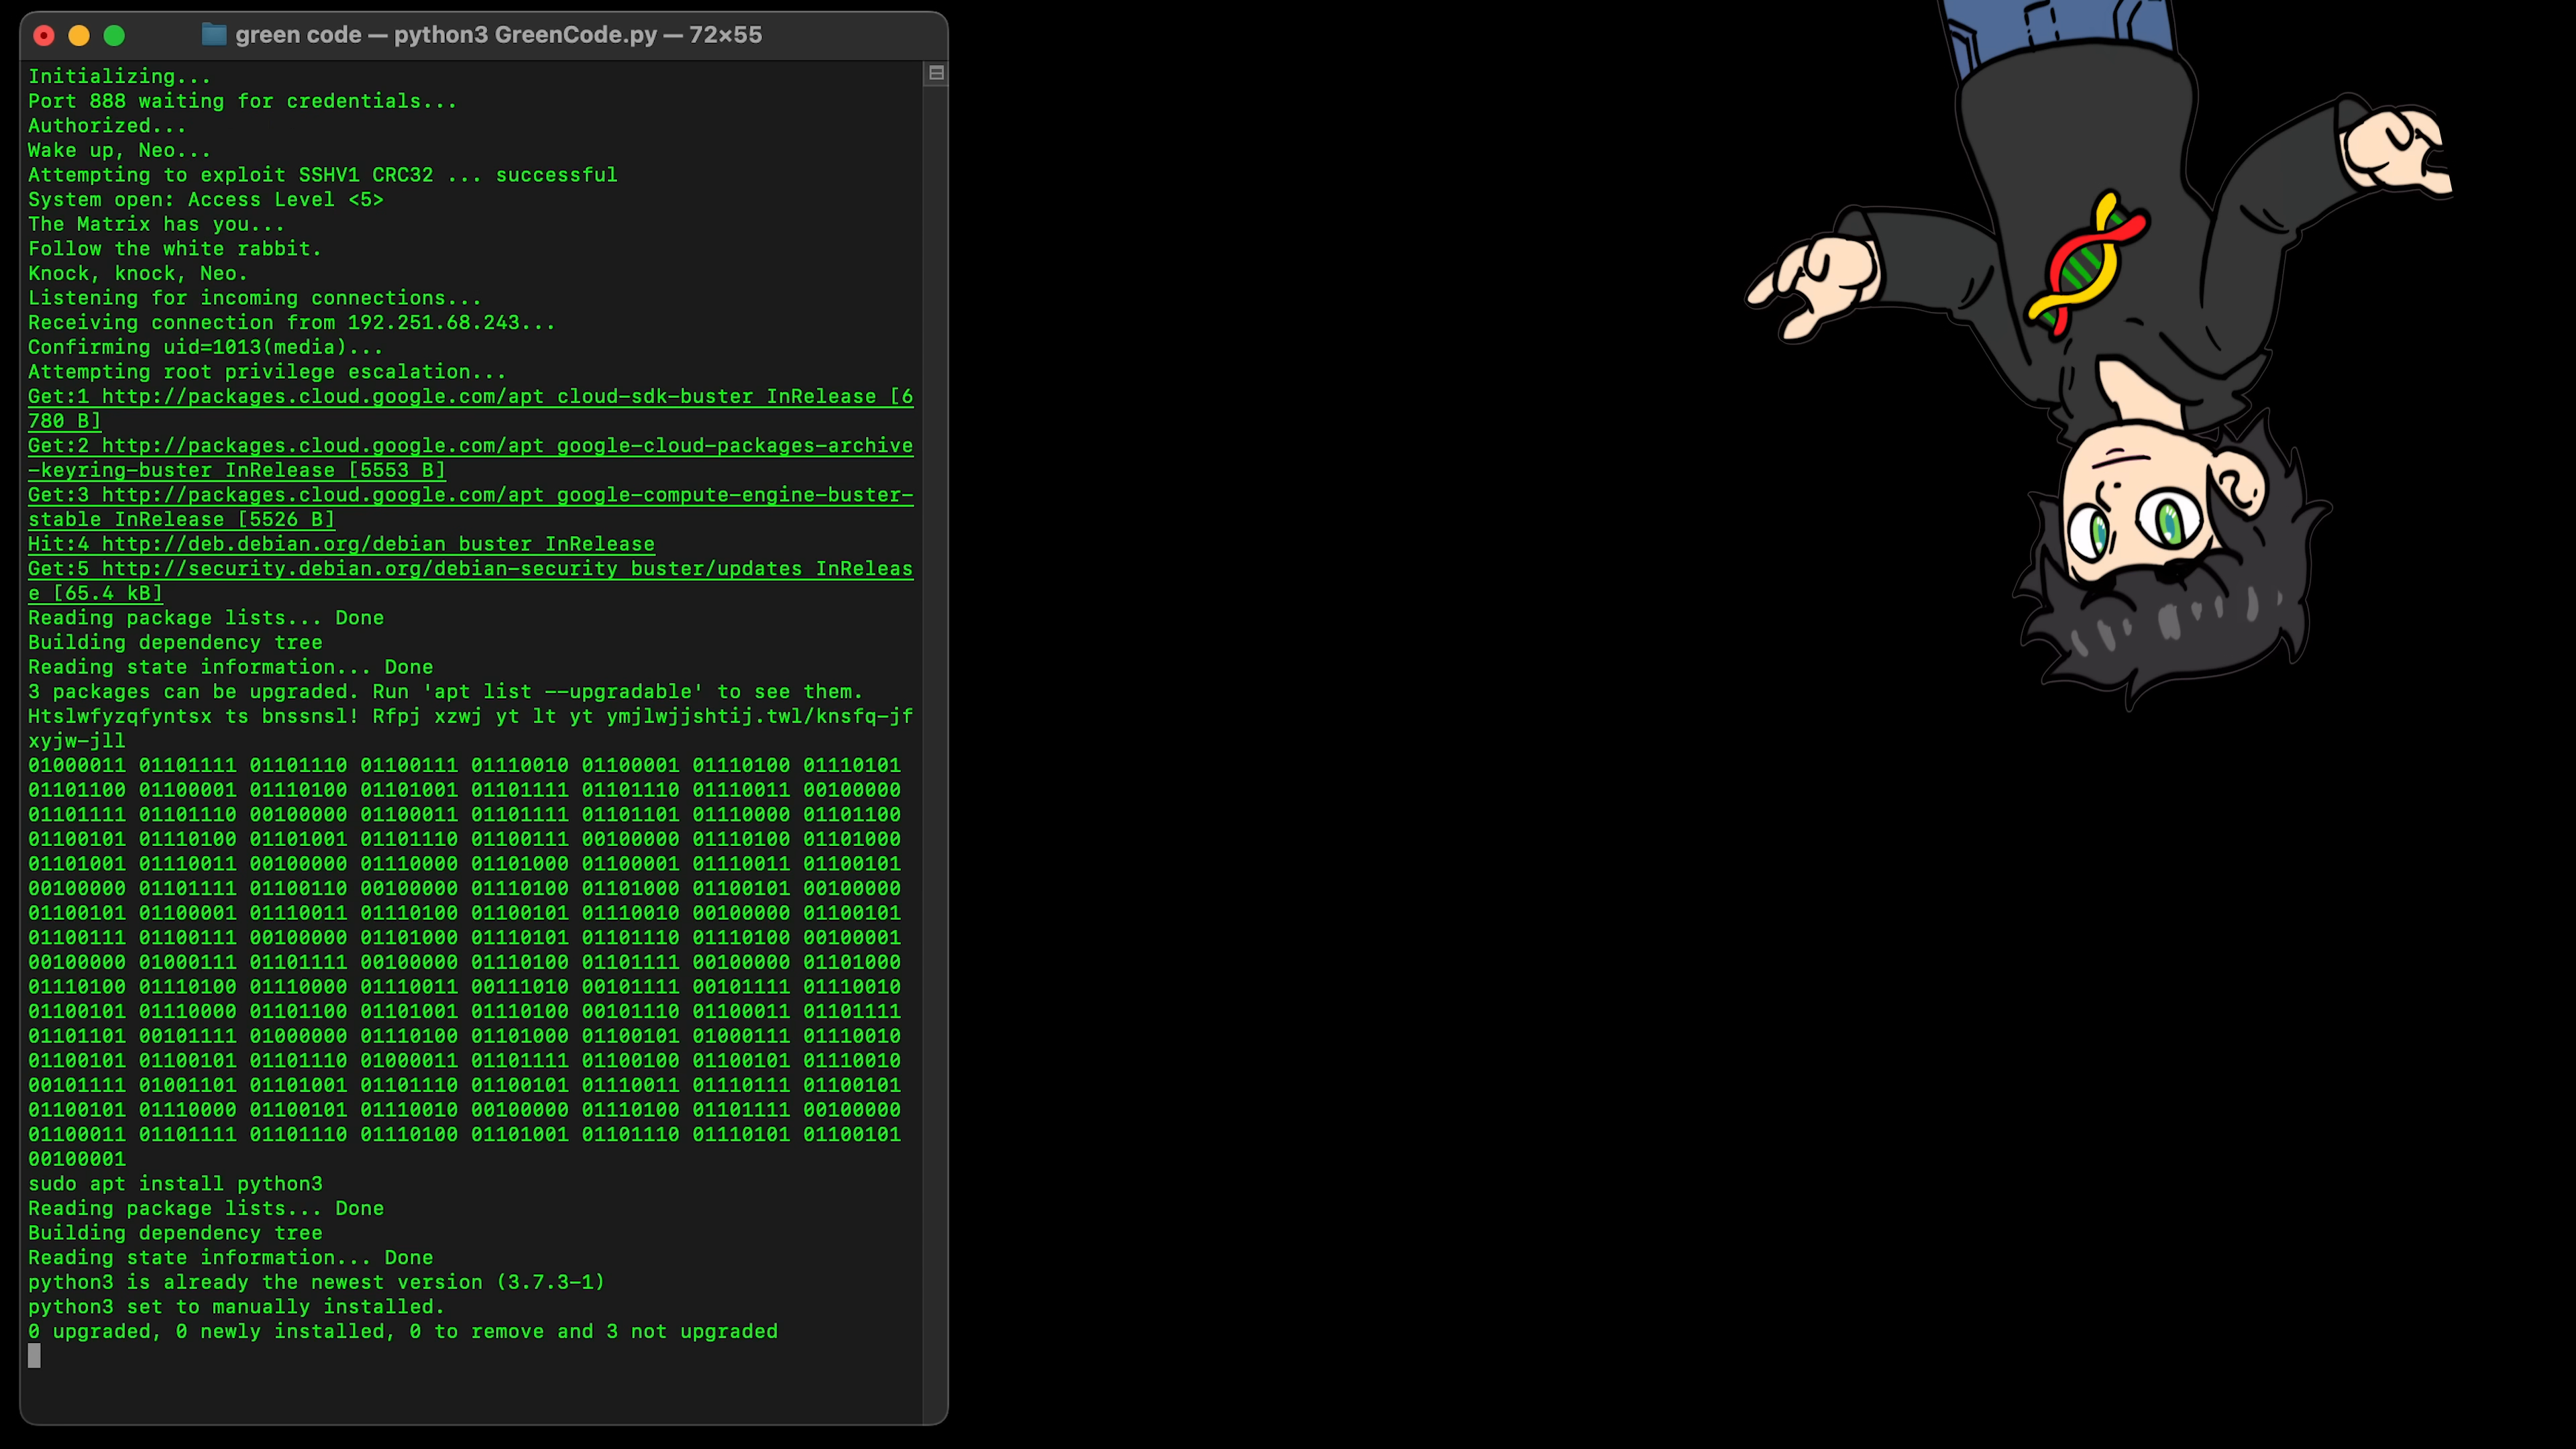 green code — python3 GreenCode.py — 72×55
Initializing...
Port 888 waiting for credentials...
Authorized...
Wake up, Neo...
Attempting to exploit SSHV1 CRC32 ... successful
System open: Access Level <5>
The Matrix has you...
Follow the white rabbit.
Knock, knock, Neo.
Listening for incoming connections...
Receiving connection from 192.251.68.243...
Confirming uid=1013(media)...
Attempting root privilege escalation...
Get:1 http://packages.cloud.google.com/apt cloud-sdk-buster InRelease [6
780 B]
Get:2 http://packages.cloud.google.com/apt google-cloud-packages-archive
-keyring-buster InRelease [5553 B]
Get:3 http://packages.cloud.google.com/apt google-compute-engine-buster-
stable InRelease [5526 B]
Hit:4 http://deb.debian.org/debian buster InRelease
Get:5 http://security.debian.org/debian-security buster/updates InReleas
e [65.4 kB]
Reading package lists... Done
Building dependency tree
Reading state information... Done
3 packages can be upgraded. Run 'apt list --upgradable' to see them.
Htslwfyzqfyntsx ts bnssnsl! Rfpj xzwj yt lt yt ymjlwjjshtij.twl/knsfq-jf
xyjw-jll
01000011 01101111 01101110 01100111 01110010 01100001 01110100 01110101
01101100 01100001 01110100 01101001 01101111 01101110 01110011 00100000
01101111 01101110 00100000 01100011 01101111 01101101 01110000 01101100
01100101 01110100 01101001 01101110 01100111 00100000 01110100 01101000
01101001 01110011 00100000 01110000 01101000 01100001 01110011 01100101
00100000 01101111 01100110 00100000 01110100 01101000 01100101 00100000
01100101 01100001 01110011 01110100 01100101 01110010 00100000 01100101
01100111 01100111 00100000 01101000 01110101 01101110 01110100 00100001
00100000 01000111 01101111 00100000 01110100 01101111 00100000 01101000
01110100 01110100 01110000 01110011 00111010 00101111 00101111 01110010
01100101 01110000 01101100 01101001 01110100 00101110 01100011 01101111
01101101 00101111 01000000 01110100 01101000 01100101 01000111 01110010
01100101 01100101 01101110 01000011 01101111 01100100 01100101 01110010
00101111 01001101 01101001 01101110 01100101 01110011 01110111 01100101
01100101 01110000 01100101 01110010 00100000 01110100 01101111 00100000
01100011 01101111 01101110 01110100 01101001 01101110 01110101 01100101
00100001
sudo apt install python3
Reading package lists... Done
Building dependency tree
Reading state information... Done
python3 is already the newest version (3.7.3-1)
python3 set to manually installed.
0 upgraded, 0 newly installed, 0 to remove and 3 not upgraded